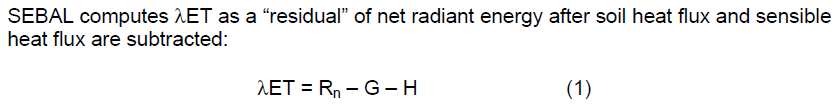 SEBAL computes λET as a “residual” of net radiant energy after soil heat flux and sensible
heat flux are subtracted:
λET = Rn – G – H (1)